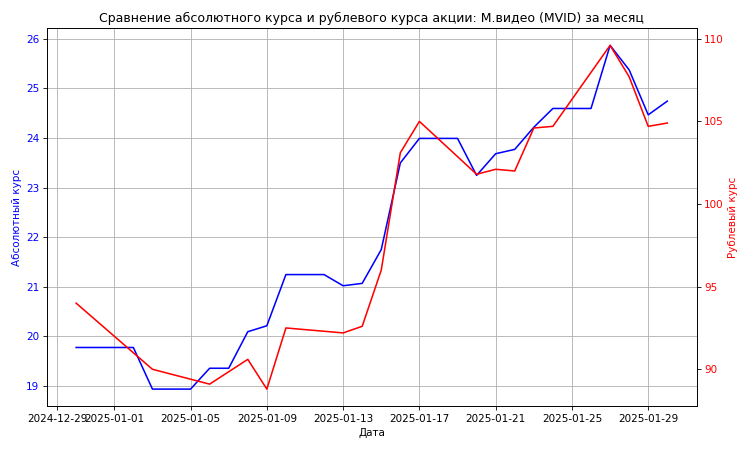 Сравнение абсолютного курса и рублевого курса акции: М.видео (MVID) за месяц
26
25
24
23
22
21
20
19
Абсолютный курс
110
105
100
95
90
Рублевый курс
2024-12-29 2025-01-01 2025-01-05 2025-01-09 2025-01-13 2025-01-17 2025-01-21 2025-01-25 2025-01-29
Дата